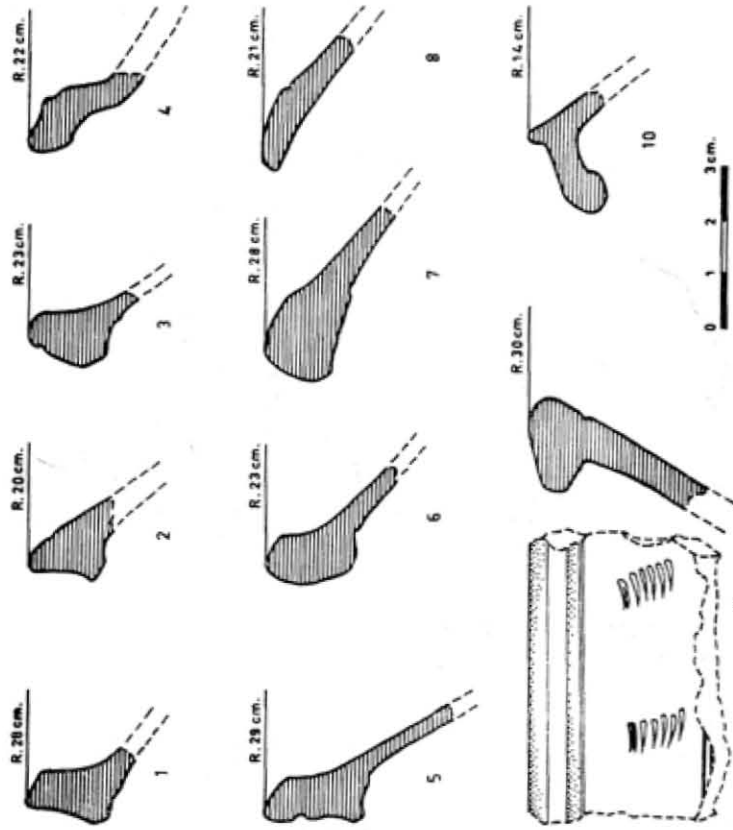 R. 28 cm.
R. 20 cm.
R. 23 cm.
R. 22 cm.
1
2
3
4
R. 29 cm.
R. 23 cm.
R. 28 cm.
R. 21 cm.
5
6
7
8
R. 30 cm.
R. 14 cm.
10
0 1 2 3 cm.